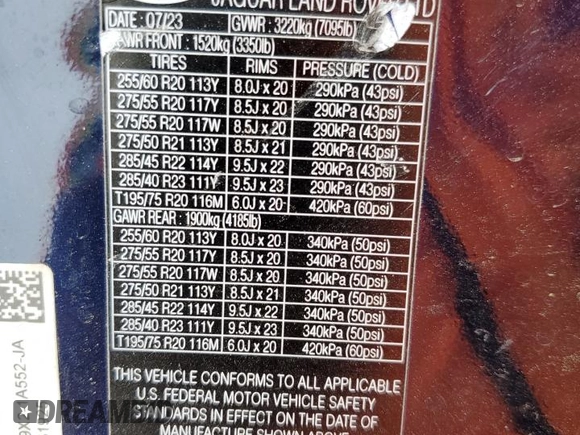 JAGUAR LAND ROVER LTD
DATE : 07/23 GVWR : 3220kg (7095lb)
GAWR FRONT : 1520kg (3350lb)
TIRES RIMS PRESSURE (COLD)
255/60 R20 113Y 8.0J x 20 290kPa (43psi)
275/55 R20 117Y 8.5J x 20 290kPa (43psi)
275/55 R20 117W 8.5J x 20 290kPa (43psi)
275/50 R21 113Y 8.5J x 21 290kPa (43psi)
285/45 R22 114Y 9.5J x 22 290kPa (43psi)
285/40 R23 111Y 9.5J x 23 290kPa (43psi)
T195/75 R20 116M 6.0J x 20 420kPa (60psi)
GAWR REAR : 1900kg (4185lb)
255/60 R20 113Y 8.0J x 20 340kPa (50psi)
275/55 R20 117Y 8.5J x 20 340kPa (50psi)
275/55 R20 117W 8.5J x 20 340kPa (50psi)
275/50 R21 113Y 8.5J x 21 340kPa (50psi)
285/45 R22 114Y 9.5J x 22 340kPa (50psi)
285/40 R23 111Y 9.5J x 23 340kPa (50psi)
T195/75 R20 116M 6.0J x 20 420kPa (60psi)
THIS VEHICLE CONFORMS TO ALL APPLICABLE
U.S. FEDERAL MOTOR VEHICLE SAFETY
STANDARDS IN EFFECT ON THE DATE OF